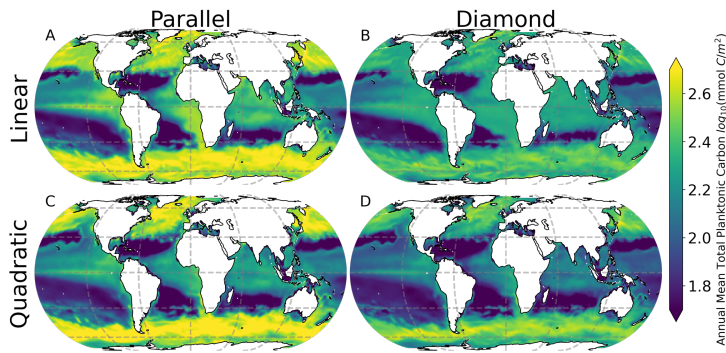 Parallel
Diamond
A
B
Linear
C
D
Quadratic
2.6
2.4
2.2
2.0
1.8
Annual Mean Total Planktonic Carbon log₁₀(mmol C/m²)